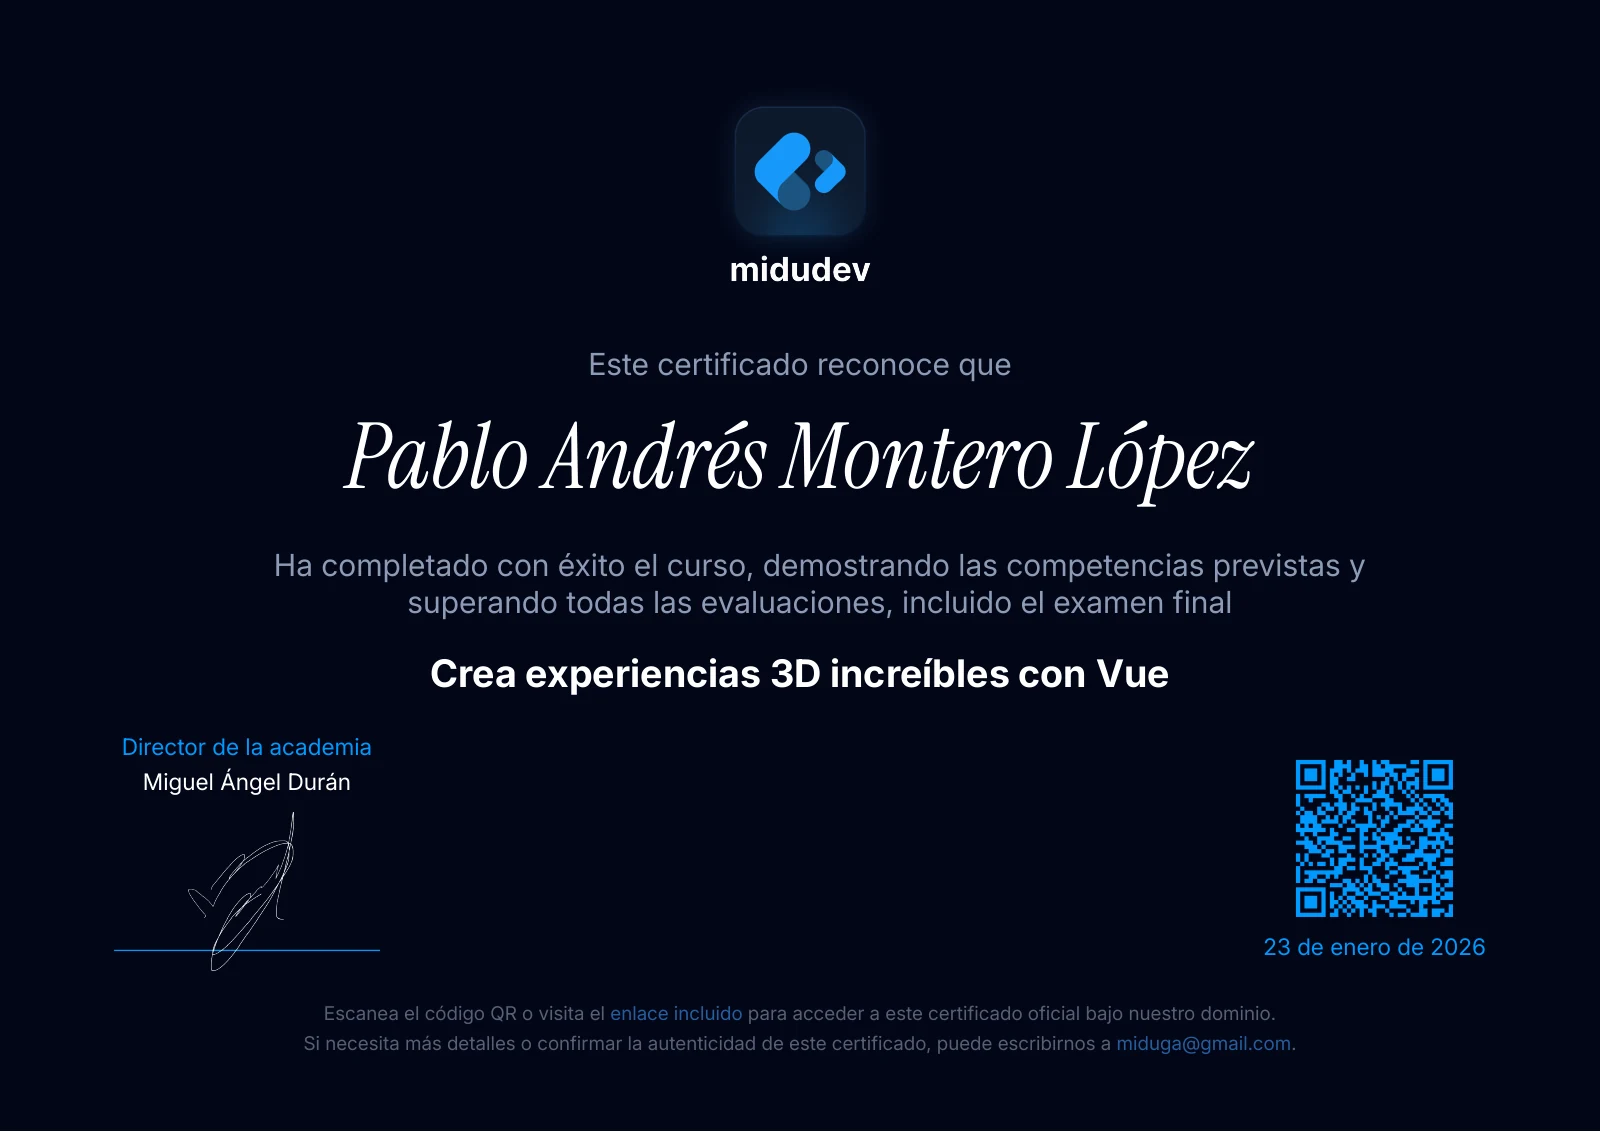 midudev
Este certificado reconoce que
Pablo Andrés Montero López
Ha completado con éxito el curso, demostrando las competencias previstas y
superando todas las evaluaciones, incluido el examen final
Crea experiencias 3D increíbles con Vue
Director de la academia
Miguel Ángel Durán
23 de enero de 2026
Escanea el código QR o visita el enlace incluido para acceder a este certificado oficial bajo nuestro dominio.
Si necesita más detalles o confirmar la autenticidad de este certificado, puede escribirnos a miduga@gmail.com.